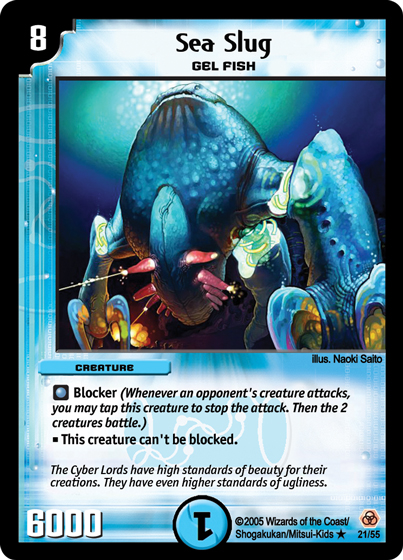 8
Sea Slug
GEL FISH
illus. Naoki Saito
CREATURE
Blocker (Whenever an opponent's creature attacks,
you may tap this creature to stop the attack. Then the 2
creatures battle.)
▪ This creature can't be blocked.
The Cyber Lords have high standards of beauty for their
creations. They have even higher standards of ugliness.
6000
1
©2005 Wizards of the Coast/
Shogakukan/Mitsui-Kids ★ 21/55